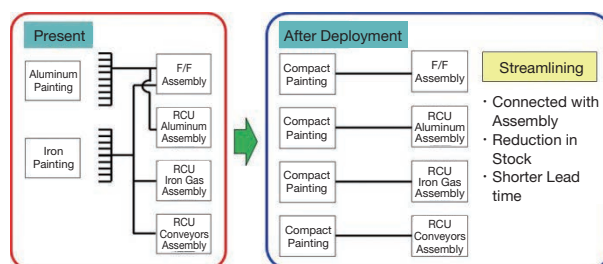 Present
Aluminum
Painting
Iron
Painting
F/F
Assembly
RCU
Aluminum
Assembly
RCU
Iron Gas
Assembly
RCU
Conveyors
Assembly
After Deployment
Compact
Painting
F/F
Assembly
Compact
Painting
RCU
Aluminum
Assembly
Compact
Painting
RCU
Iron Gas
Assembly
Compact
Painting
RCU
Conveyors
Assembly
Streamlining
・Connected with
Assembly
・Reduction in
Stock
・Shorter Lead
time